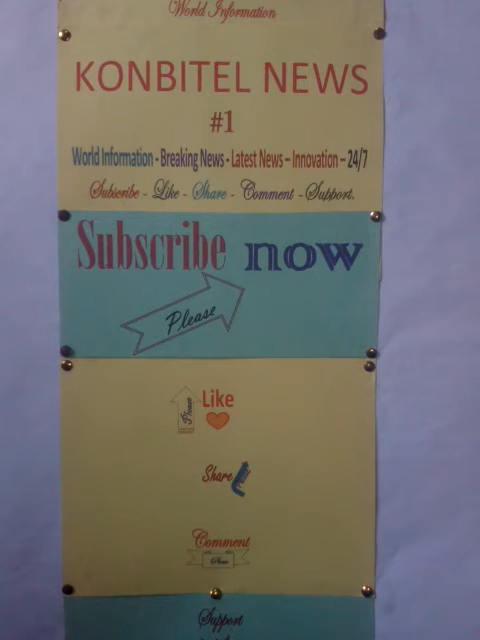 World Information
KONBITEL NEWS
#1
World Information - Breaking News - Latest News – Innovation – 24/7
Subscribe - Like - Share - Comment - Support.
Subscribe now
Please
Like
Please
Share
Comment
Support